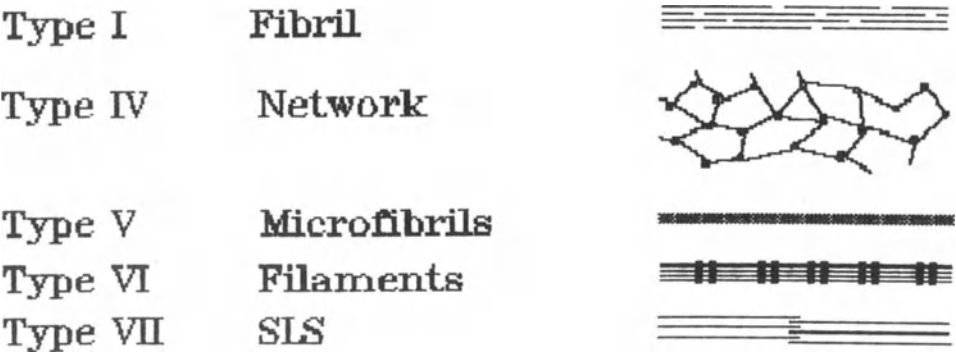 Type I Fibril
Type IV Network
Type V Microfibrils
Type VI Filaments
Type VII SLS